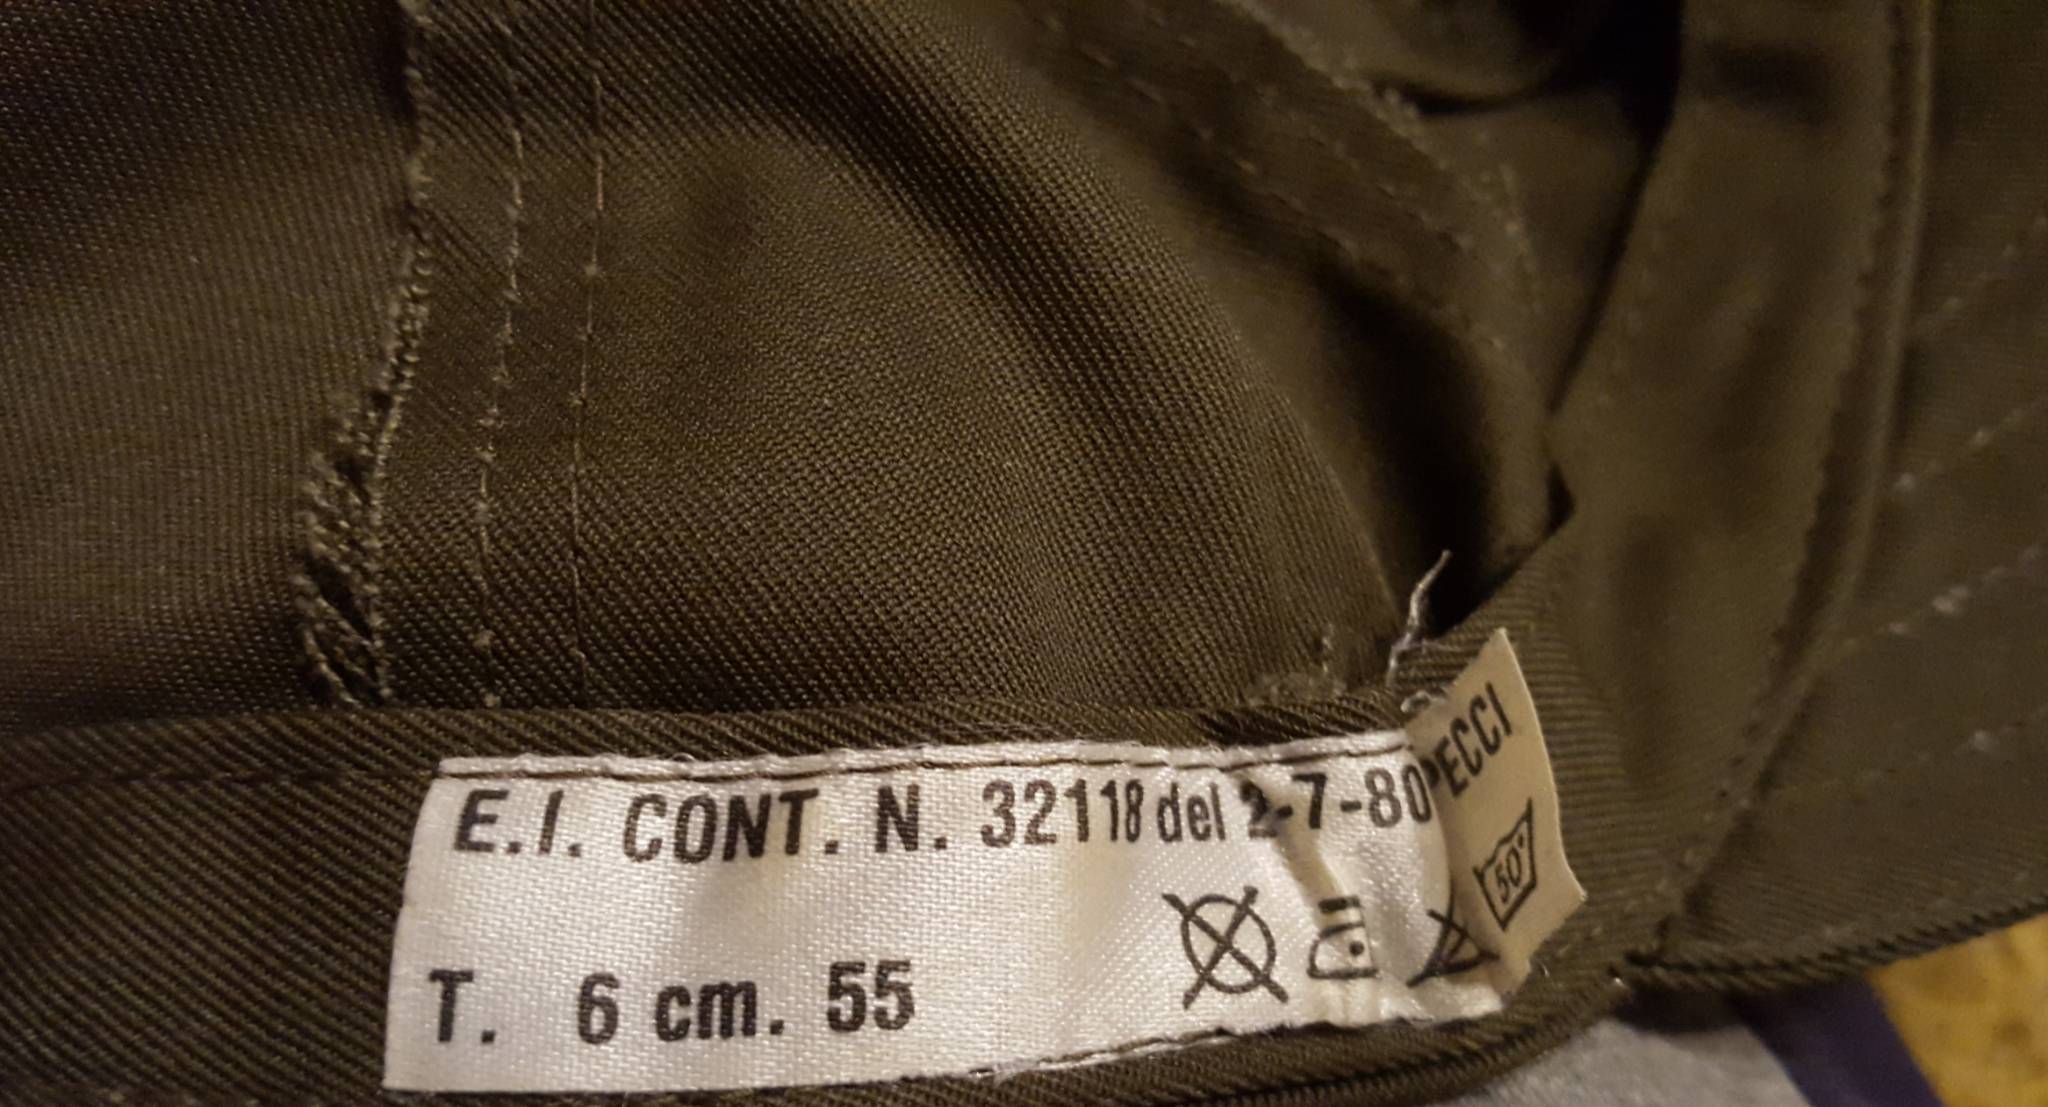 E.I. CONT. N. 32118 del 2-7-80
PECCI
50°
T. 6 cm. 55